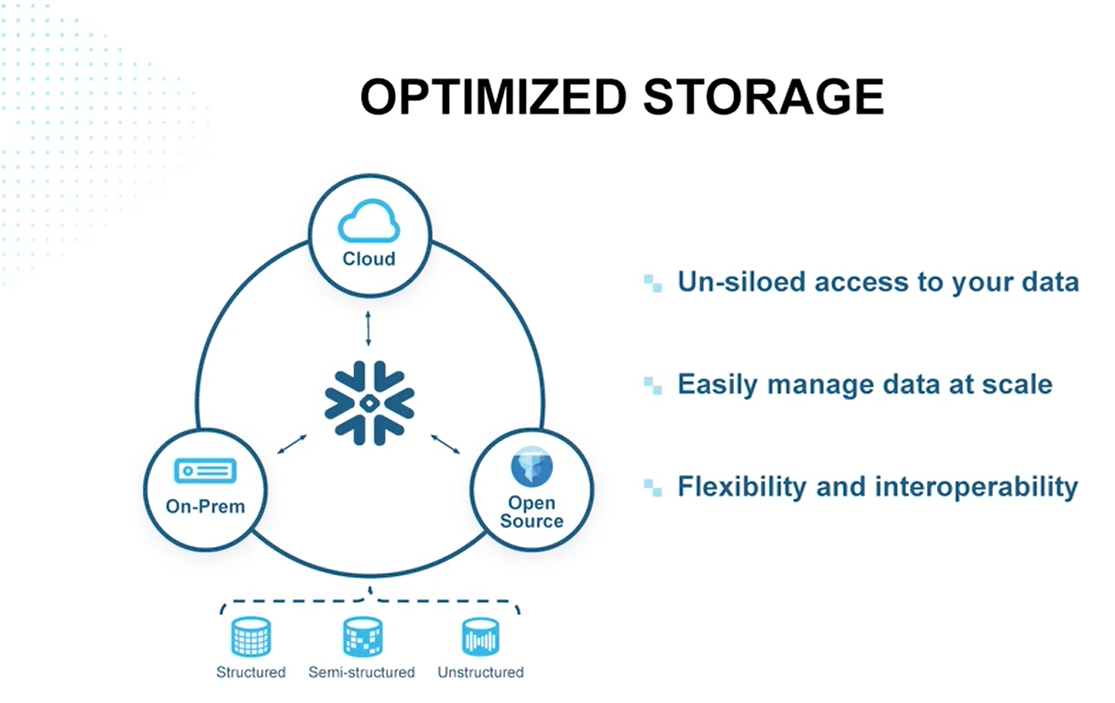 OPTIMIZED STORAGE
Cloud
On-Prem
Open
Source
Structured
Semi-structured
Unstructured
Un-siloed access to your data
Easily manage data at scale
Flexibility and interoperability